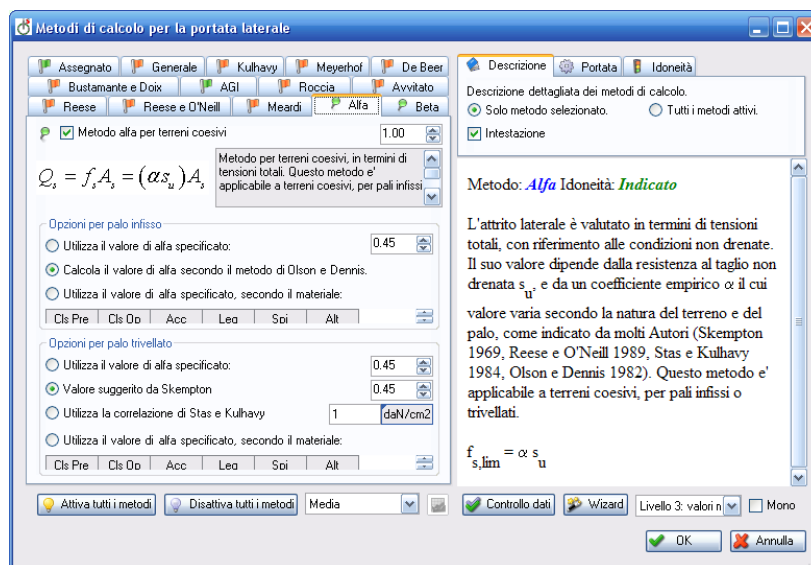 Metodi di calcolo per la portata laterale
Assegnato Generale Kulhavy Meyerhof De Beer
Bustamante e Doix AGI Roccia Avvitato
Reese Reese e O'Neill Meardi Alfa Beta
Metodo alfa per terreni coesivi 1.00
Qs = fsAs = (αsu)As
Metodo per terreni coesivi, in termini di
tensioni totali. Questo metodo e'
applicabile a terreni coesivi, per pali infissi
Opzioni per palo infisso
Utilizza il valore di alfa specificato: 0.45
Calcola il valore di alfa secondo il metodo di Olson e Dennis.
Utilizza il valore di alfa specificato, secondo il materiale:
Cls Pre Cls Op Acc Leg Spi Alt
Opzioni per palo trivellato
Utilizza il valore di alfa specificato: 0.45
Valore suggerito da Skempton 0.45
Utilizza la correlazione di Stas e Kulhavy 1 daN/cm2
Utilizza il valore di alfa specificato, secondo il materiale:
Cls Pre Cls Op Acc Leg Spi Alt
Attiva tutti i metodi Disattiva tutti i metodi Media
Descrizione Portata Idoneità
Descrizione dettagliata dei metodi di calcolo.
Solo metodo selezionato. Tutti i metodi attivi.
Intestazione
Metodo: Alfa Idoneità: Indicato
L'attrito laterale è valutato in termini di tensioni
totali, con riferimento alle condizioni non drenate.
Il suo valore dipende dalla resistenza al taglio non
drenata su, e da un coefficiente empirico α il cui
valore varia secondo la natura del terreno e del
palo, come indicato da molti Autori (Skempton
1969, Reese e O'Neill 1989, Stas e Kulhavy
1984, Olson e Dennis 1982). Questo metodo e'
applicabile a terreni coesivi, per pali infissi o
trivellati.
fs,lim = α su
Controllo dati Wizard Livello 3: valori n Mono
OK Annulla